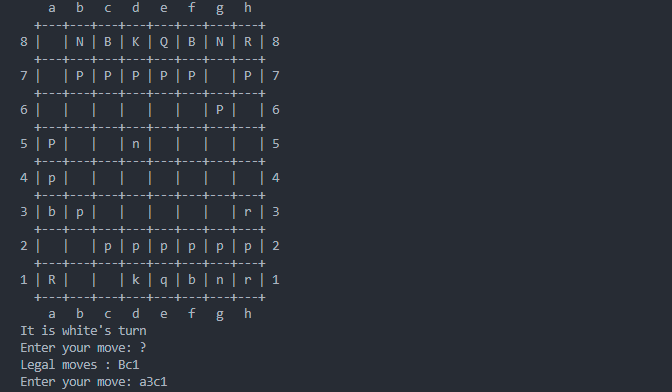 a   b   c   d   e   f   g   h
  +---+---+---+---+---+---+---+---+
8 |   | N | B | K | Q | B | N | R | 8
  +---+---+---+---+---+---+---+---+
7 |   | P | P | P | P | P |   | P | 7
  +---+---+---+---+---+---+---+---+
6 |   |   |   |   |   |   | P |   | 6
  +---+---+---+---+---+---+---+---+
5 | P |   |   | n |   |   |   |   | 5
  +---+---+---+---+---+---+---+---+
4 | p |   |   |   |   |   |   |   | 4
  +---+---+---+---+---+---+---+---+
3 | b | p |   |   |   |   |   | r | 3
  +---+---+---+---+---+---+---+---+
2 |   |   | p | p | p | p | p | p | 2
  +---+---+---+---+---+---+---+---+
1 | R |   |   | k | q | b | n | r | 1
  +---+---+---+---+---+---+---+---+
    a   b   c   d   e   f   g   h
It is white's turn
Enter your move: ?
Legal moves : Bc1
Enter your move: a3c1